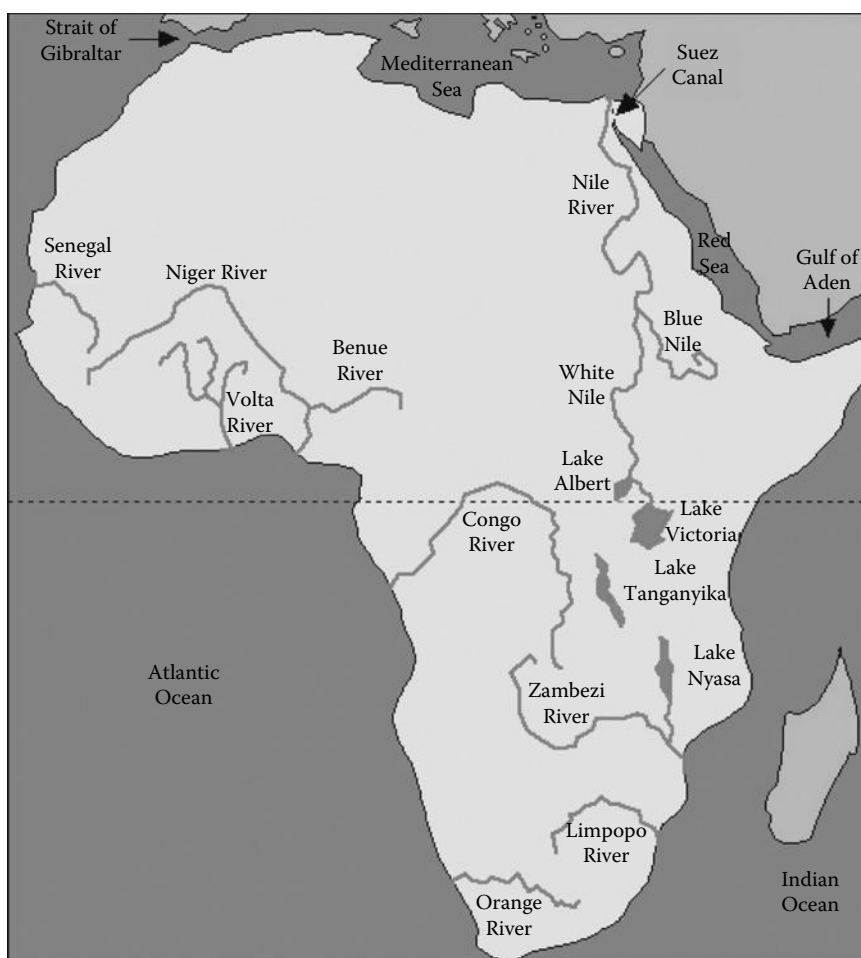 Strait of
Gibraltar
Mediterranean
Sea
Suez
Canal
Nile
River
Red
Sea
Gulf of
Aden
Senegal
River
Niger River
Benue
River
Volta
River
Blue
Nile
White
Nile
Lake
Albert
Congo
River
Lake
Victoria
Lake
Tanganyika
Atlantic
Ocean
Zambezi
River
Lake
Nyasa
Limpopo
River
Orange
River
Indian
Ocean